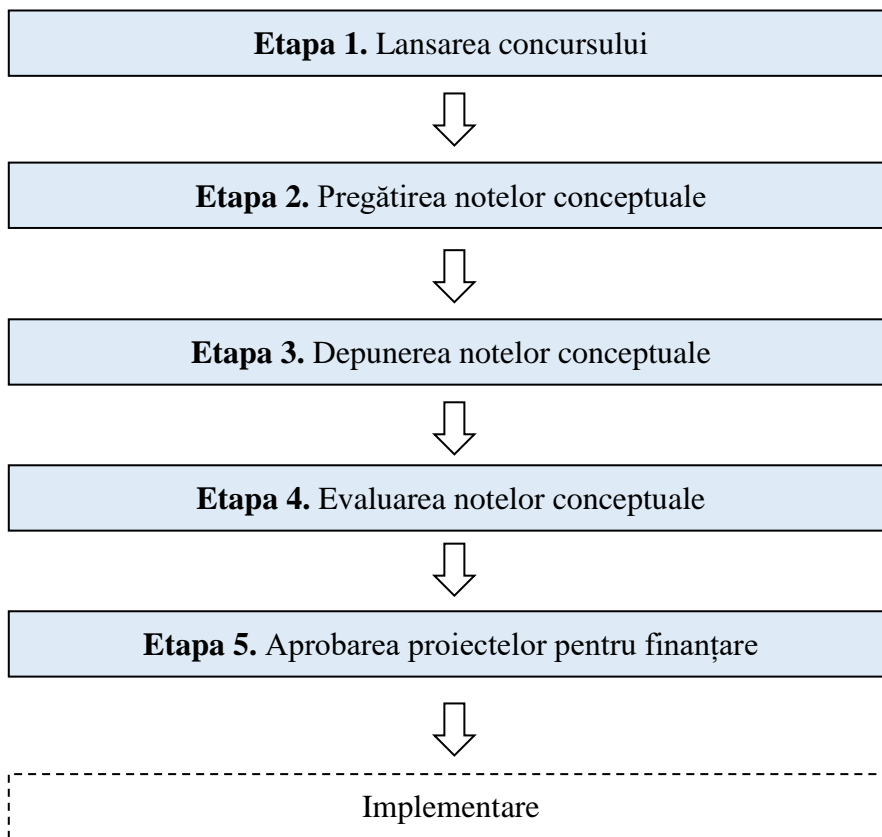 Etapa 1. Lansarea concursului
Etapa 2. Pregătirea notelor conceptuale
Etapa 3. Depunerea notelor conceptuale
Etapa 4. Evaluarea notelor conceptuale
Etapa 5. Aprobarea proiectelor pentru finanțare
Implementare